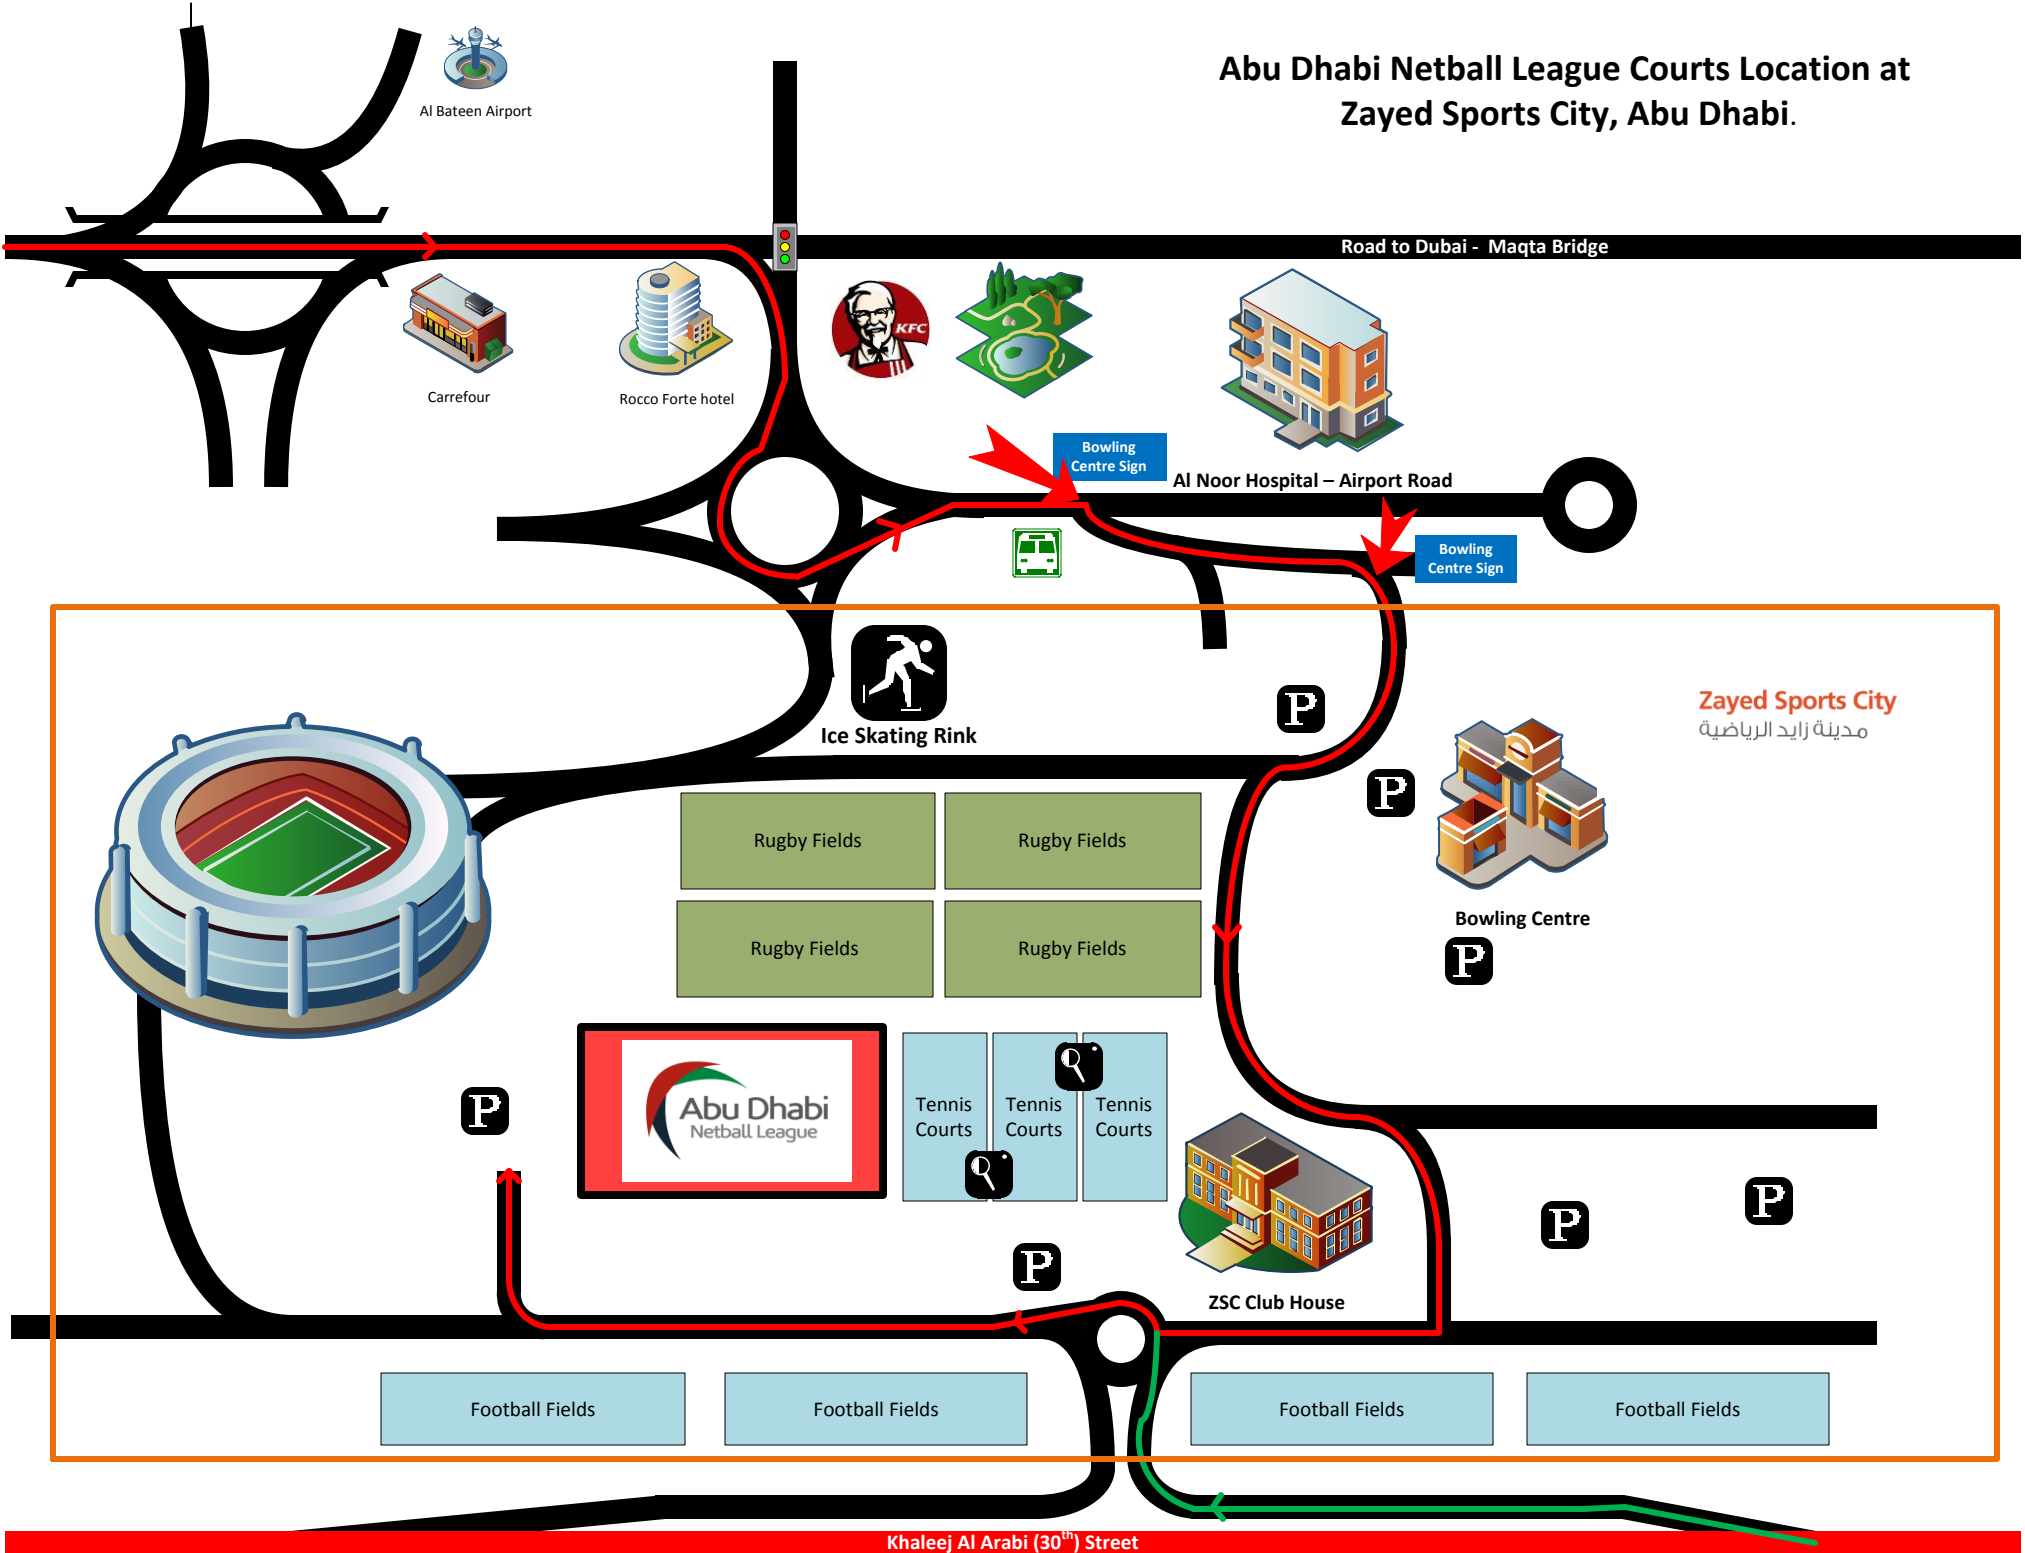 Abu Dhabi Netball League Courts Location at
Zayed Sports City, Abu Dhabi.
Al Bateen Airport
Road to Dubai - Maqta Bridge
KFC
Carrefour
Rocco Forte hotel
Bowling
Centre Sign
Al Noor Hospital – Airport Road
Bowling
Centre Sign
Ice Skating Rink
P
Zayed Sports City
مدينة زايد الرياضية
P
Rugby Fields
Rugby Fields
Bowling Centre
Rugby Fields
Rugby Fields
P
P
Abu Dhabi
Netball League
Tennis
Courts
Tennis
Courts
Tennis
Courts
P
P
P
ZSC Club House
Football Fields
Football Fields
Football Fields
Football Fields
Khaleej Al Arabi (30th) Street